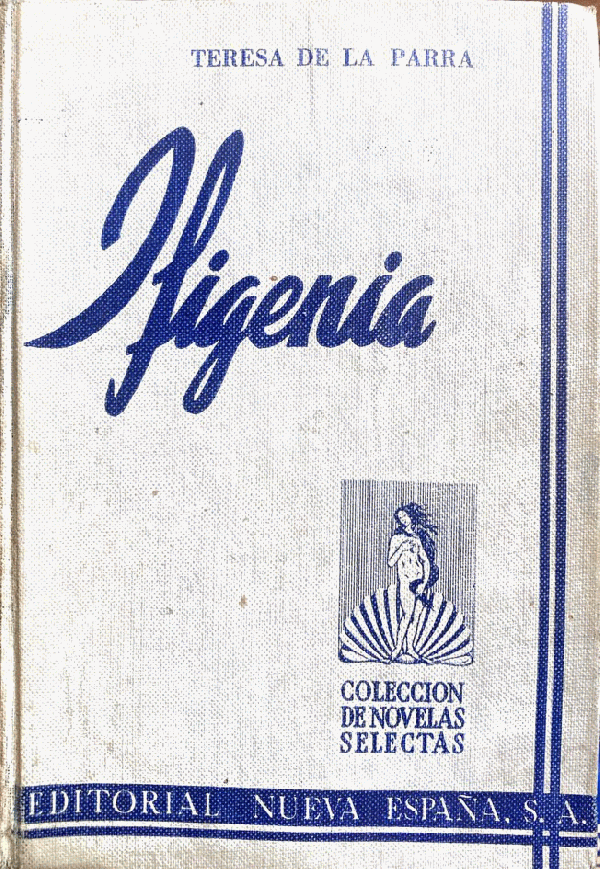 TERESA DE LA PARRA
Ifigenia
COLECCION
DE NOVELAS
SELECTAS
EDITORIAL NUEVA ESPAÑA, S. A.